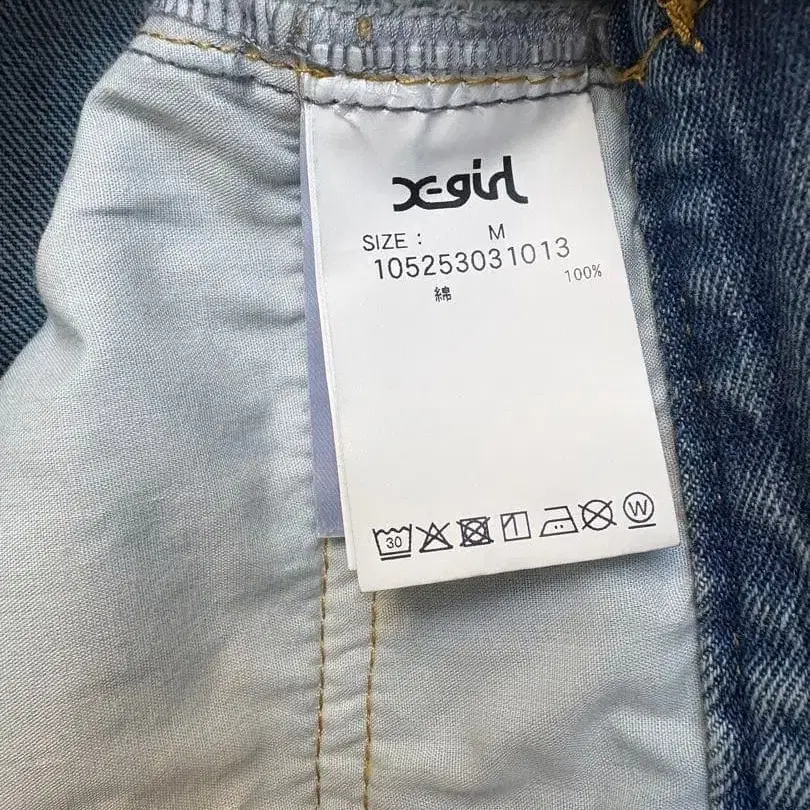 X-girl
SIZE : M
105253031013
綿 100%
30
W